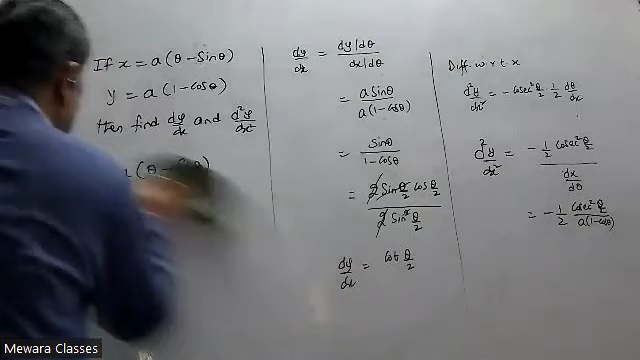 If x = a(θ - Sinθ)
y = a(1 - Cosθ)
then find dy/dx and d²y/dx²
(θ -
dy/dx = dy/dθ / dx/dθ
= a Sinθ / a(1 - Cosθ)
= Sinθ / 1 - Cosθ
= 2 Sin θ/2 cos θ/2 / 2 Sin² θ/2
dy/dx = cot θ/2
Diff. w.r.t x
d²y/dx² = - Cosec² θ/2 · 1/2 dθ/dx
d²y/dx² = - 1/2 Cosec² θ/2 / dx/dθ
= - 1/2 Cosec² θ/2 / a(1 - Cosθ)
Mewara Classes